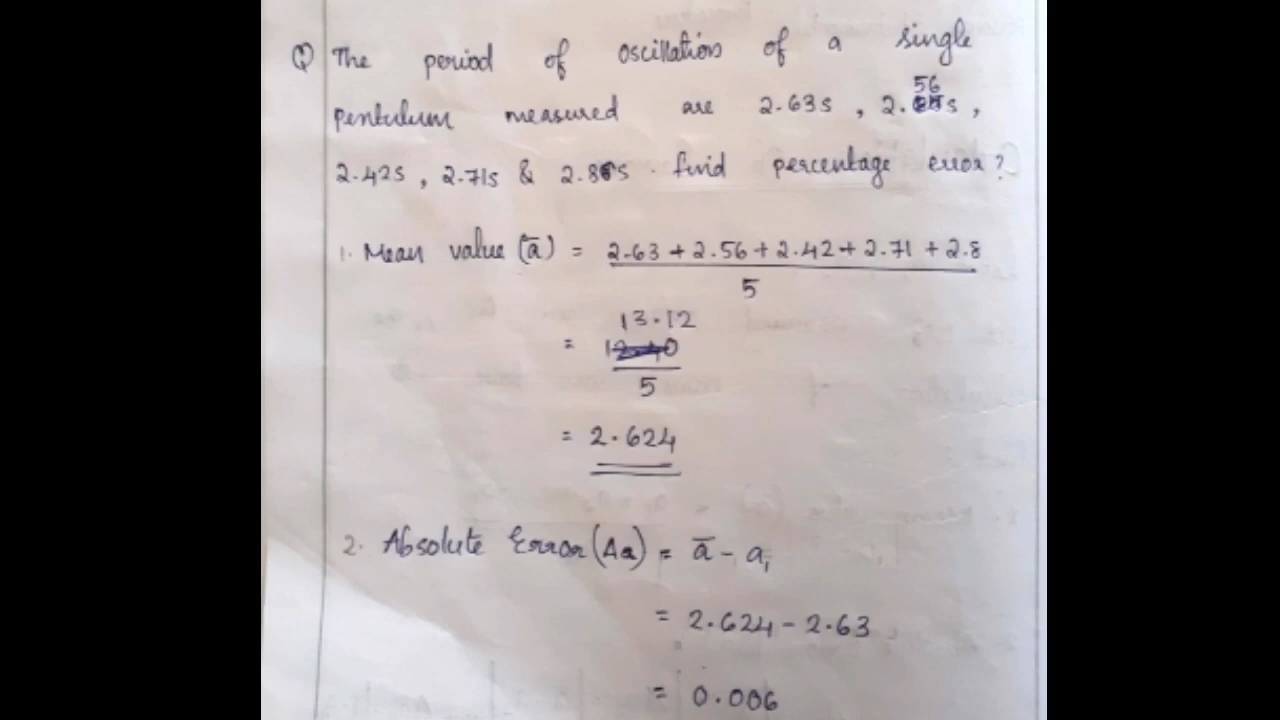 Q The period of oscillation of a single
pentulum measured are 2.63s , 2.56s ,
2.42s , 2.71s & 2.8s . find percentage error ?
1. Mean value (ā) = 2.63 + 2.56 + 2.42 + 2.71 + 2.8
5
13.12
=
5
= 2.624
2. Absolute Error (Δa) = ā - a₁
= 2.624 - 2.63
= 0.006